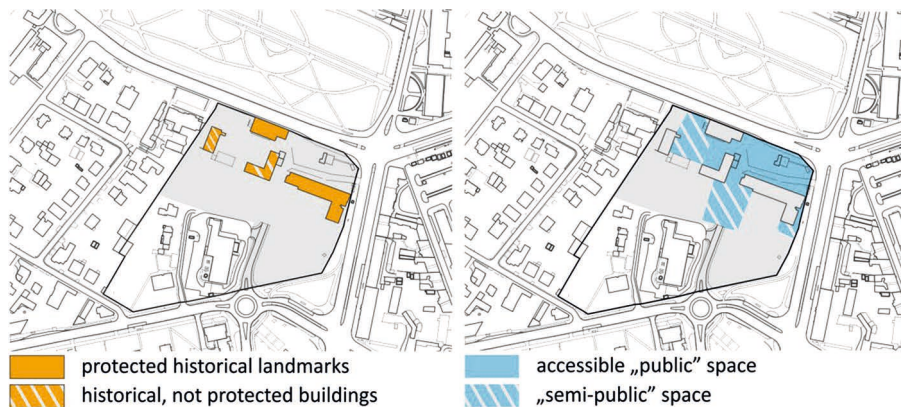 protected historical landmarks
historical, not protected buildings
accessible „public” space
„semi-public” space